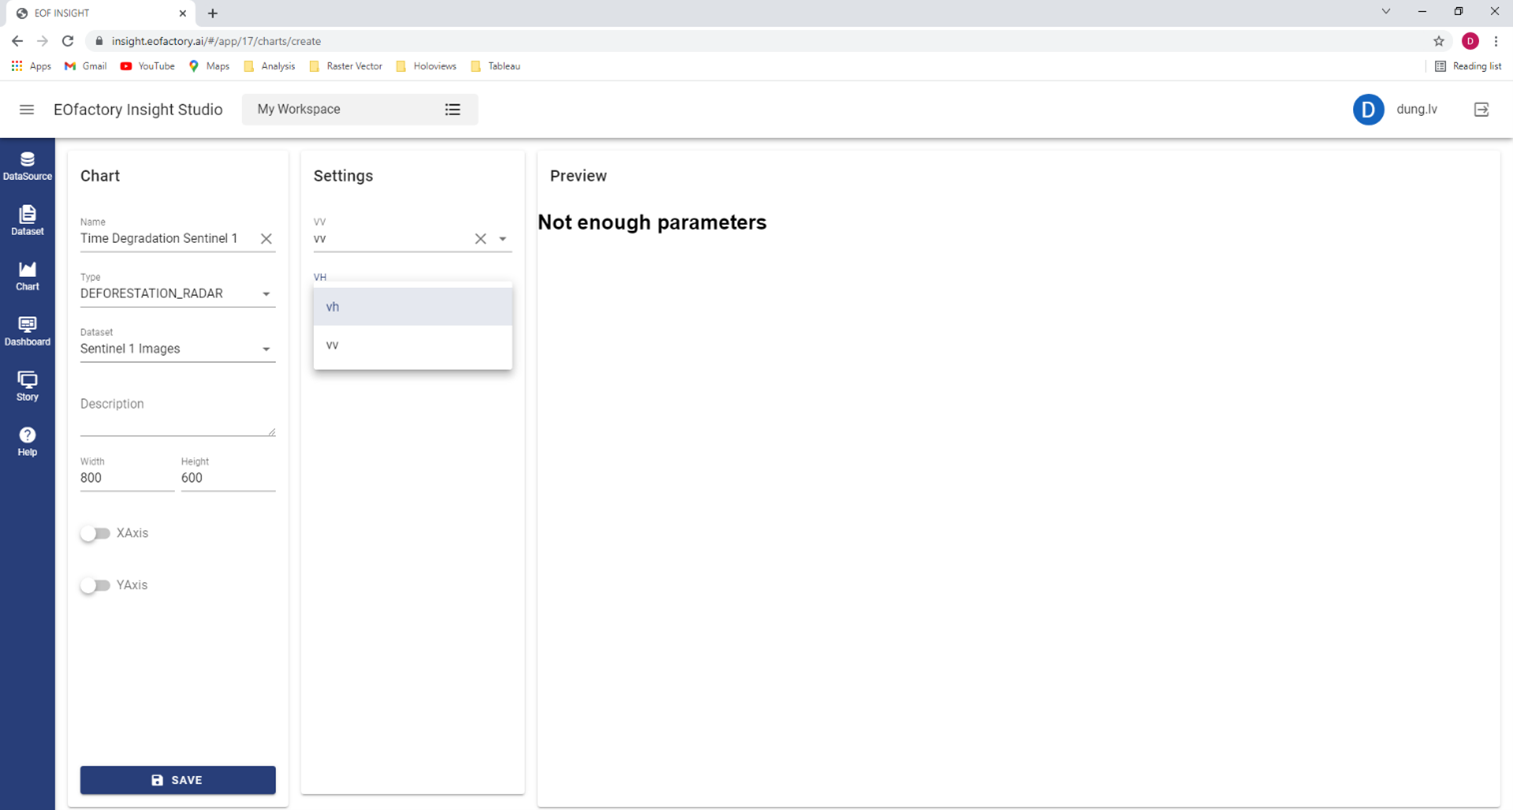 EOF INSIGHT
insight.eofactory.ai/#/app/17/charts/create
D
Apps Gmail YouTube Maps Analysis Raster Vector Holoviews Tableau Reading list
EOfactory Insight Studio My Workspace D dung.lv
DataSource
Dataset
Chart
Dashboard
Story
Help
Chart
Name
Time Degradation Sentinel 1
Type
DEFORESTATION_RADAR
Dataset
Sentinel 1 Images
Description
Width Height
800 600
XAxis
YAxis
SAVE
Settings
VV
vv
VH
vh
vv
Preview
Not enough parameters